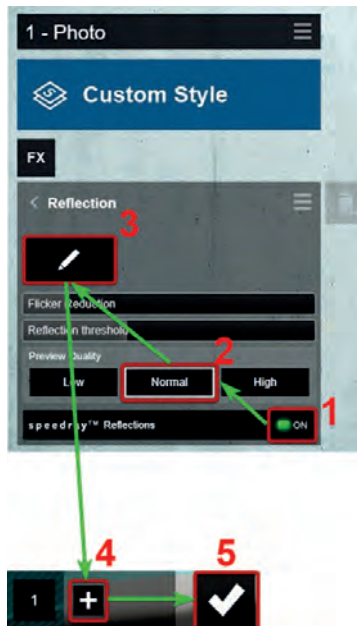 1 - Photo
Custom Style
FX
< Reflection
3
Flicker Reduction
Reflection threshold
Preview Quality
2
Low Normal High
1
speedray™ Reflections ON
4 5
1 +